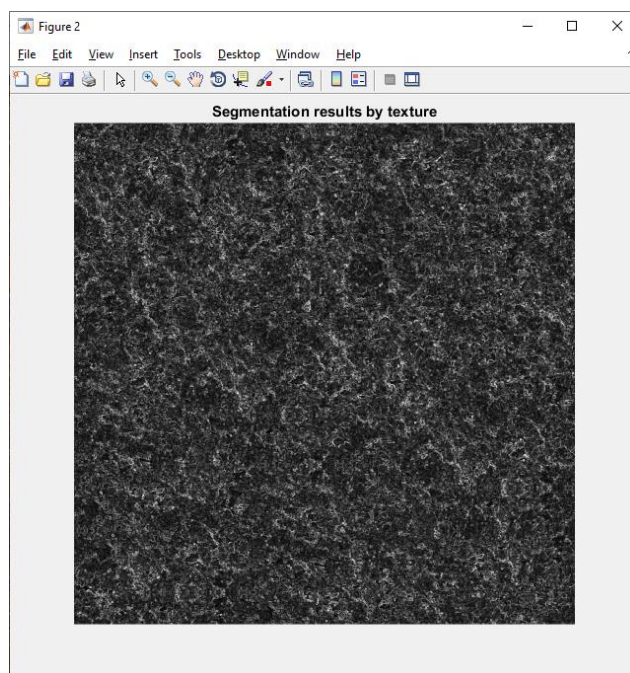 Figure 2
File Edit View Insert Tools Desktop Window Help
Segmentation results by texture